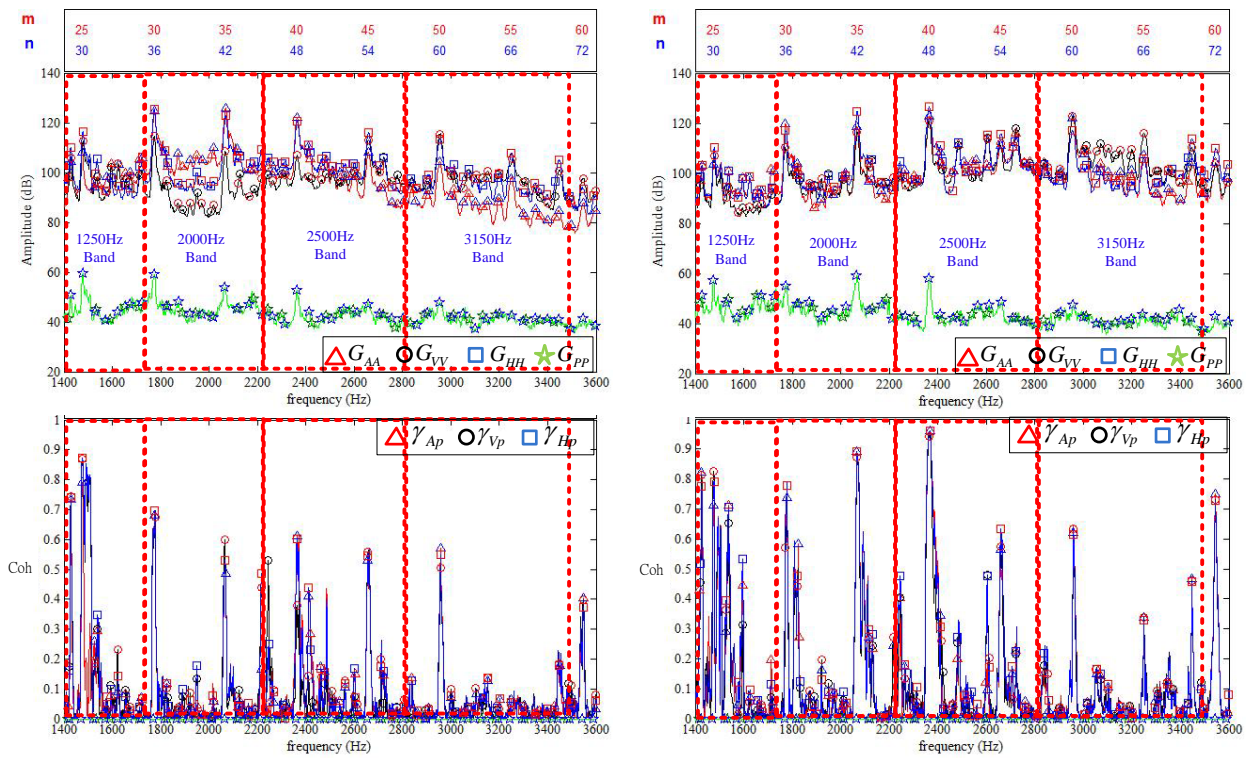 m 25 30 35 40 45 50 55 60
n 30 36 42 48 54 60 66 72
140
120
100
80
60
40
20
Amplitude (dB)
1250Hz Band
2000Hz Band
2500Hz Band
3150Hz Band
G_AA G_VV G_HH G_PP
1400 1600 1800 2000 2200 2400 2600 2800 3000 3200 3400 3600
frequency (Hz)
1
0.9
0.8
0.7
0.6
0.5
0.4
0.3
0.2
0.1
0
Coh
γ_Ap γ_Vp γ_Hp
1400 1600 1800 2000 2200 2400 2600 2800 3000 3200 3400 3600
frequency (Hz)
m 25 30 35 40 45 50 55 60
n 30 36 42 48 54 60 66 72
140
120
100
80
60
40
20
Amplitude (dB)
1250Hz Band
2000Hz Band
2500Hz Band
3150Hz Band
G_AA G_VV G_HH G_PP
1400 1600 1800 2000 2200 2400 2600 2800 3000 3200 3400 3600
frequency (Hz)
1
0.9
0.8
0.7
0.6
0.5
0.4
0.3
0.2
0.1
0
Coh
γ_Ap γ_Vp γ_Hp
1400 1600 1800 2000 2200 2400 2600 2800 3000 3200 3400 3600
frequency (Hz)